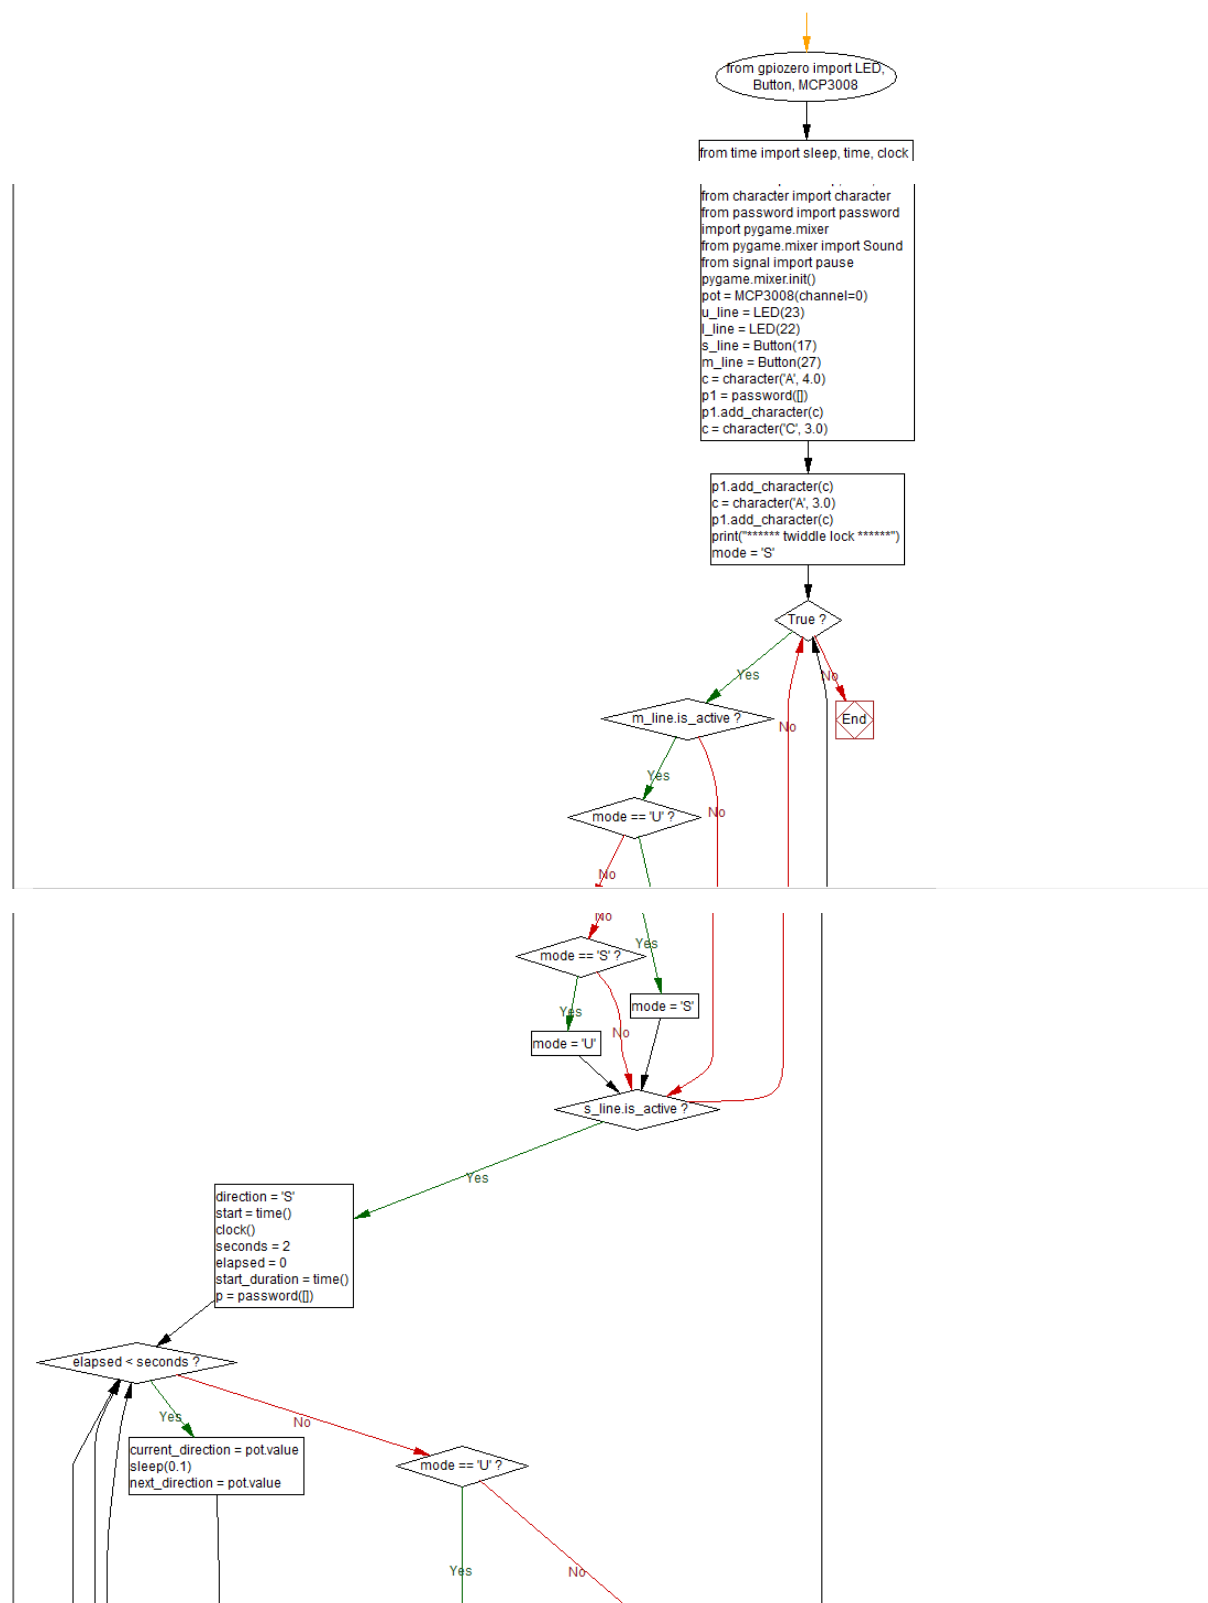 from gpiozero import LED,
Button, MCP3008
from time import sleep, time, clock
from character import character
from password import password
import pygame.mixer
from pygame.mixer import Sound
from signal import pause
pygame.mixer.init()
pot = MCP3008(channel=0)
u_line = LED(23)
l_line = LED(22)
s_line = Button(17)
m_line = Button(27)
c = character('A', 4.0)
p1 = password([])
p1.add_character(c)
c = character('C', 3.0)
p1.add_character(c)
c = character('A', 3.0)
p1.add_character(c)
print("****** twiddle lock ******")
mode = 'S'
True ?
Yes
No
m_line.is_active ?
End
No
Yes
mode == 'U' ?
No
No
No
mode == 'S' ?
Yes
mode = 'S'
Yes
No
mode = 'U'
s_line.is_active ?
Yes
direction = 'S'
start = time()
clock()
seconds = 2
elapsed = 0
start_duration = time()
p = password([])
elapsed < seconds ?
Yes
No
current_direction = pot.value
sleep(0.1)
next_direction = pot.value
mode == 'U' ?
Yes
No